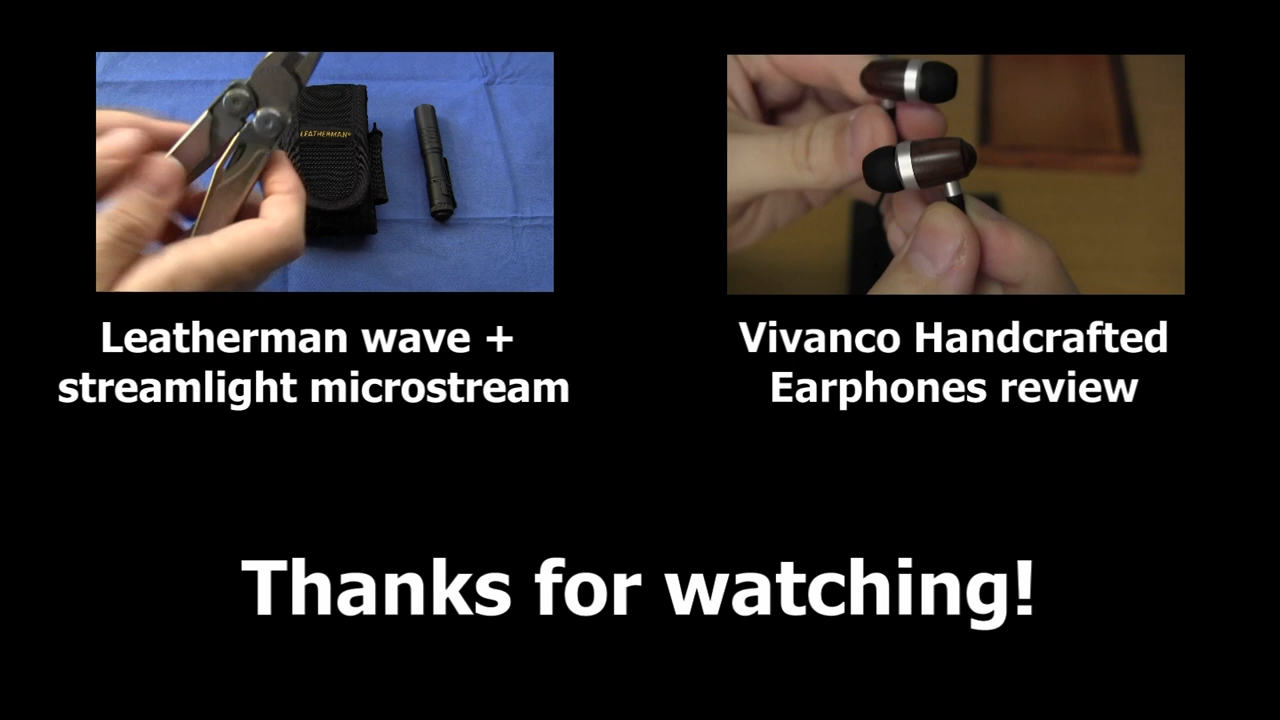 LEATHERMAN®
Leatherman wave +
streamlight microstream
Vivanco Handcrafted
Earphones review
Thanks for watching!